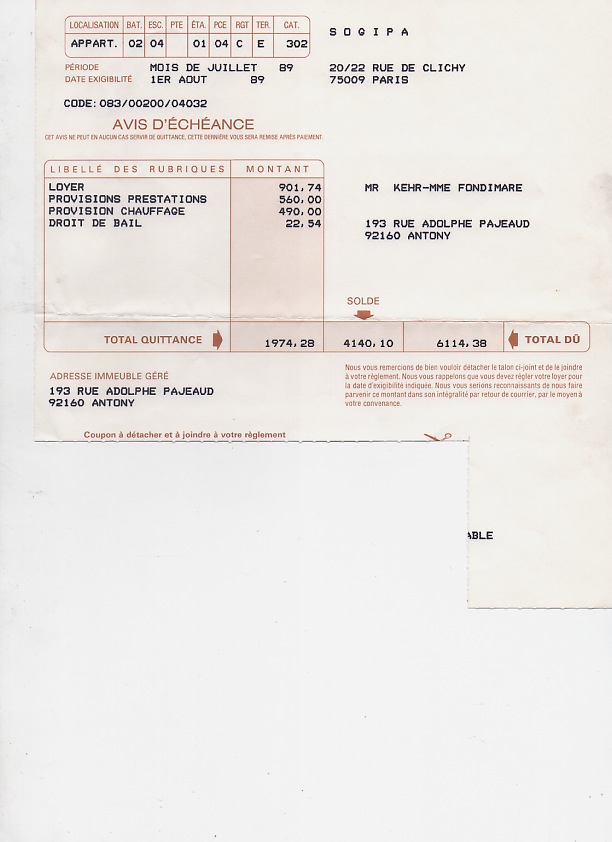 LOCALISATION BAT. ESC. PTE ÉTA. PCE RGT TER. CAT.
APPART. 02 04 01 04 C E 302
SOGIPA
PÉRIODE MOIS DE JUILLET 89
DATE EXIGIBILITÉ 1ER AOUT 89
20/22 RUE DE CLICHY
75009 PARIS
CODE: 083/00200/04032
AVIS D'ÉCHÉANCE
CET AVIS NE PEUT EN AUCUN CAS SERVIR DE QUITTANCE, CETTE DERNIÈRE VOUS SERA REMISE APRÈS PAIEMENT.
LIBELLÉ DES RUBRIQUES MONTANT
LOYER 901,74
PROVISIONS PRESTATIONS 560,00
PROVISION CHAUFFAGE 490,00
DROIT DE BAIL 22,54
MR KEHR-MME FONDIMARE
193 RUE ADOLPHE PAJEAUD
92160 ANTONY
SOLDE
TOTAL QUITTANCE 1974,28 4140,10 6114,38 TOTAL DÛ
ADRESSE IMMEUBLE GÉRÉ
193 RUE ADOLPHE PAJEAUD
92160 ANTONY
Nous vous remercions de bien vouloir détacher le talon ci-joint et de le joindre
à votre règlement. Nous vous rappelons que vous devez régler votre loyer pour
la date d'exigibilité indiquée. Nous vous serions reconnaissants de nous faire
parvenir ce montant dans son intégralité par retour de courrier, par le moyen à
votre convenance.
Coupon à détacher et à joindre à votre règlement
ABLE